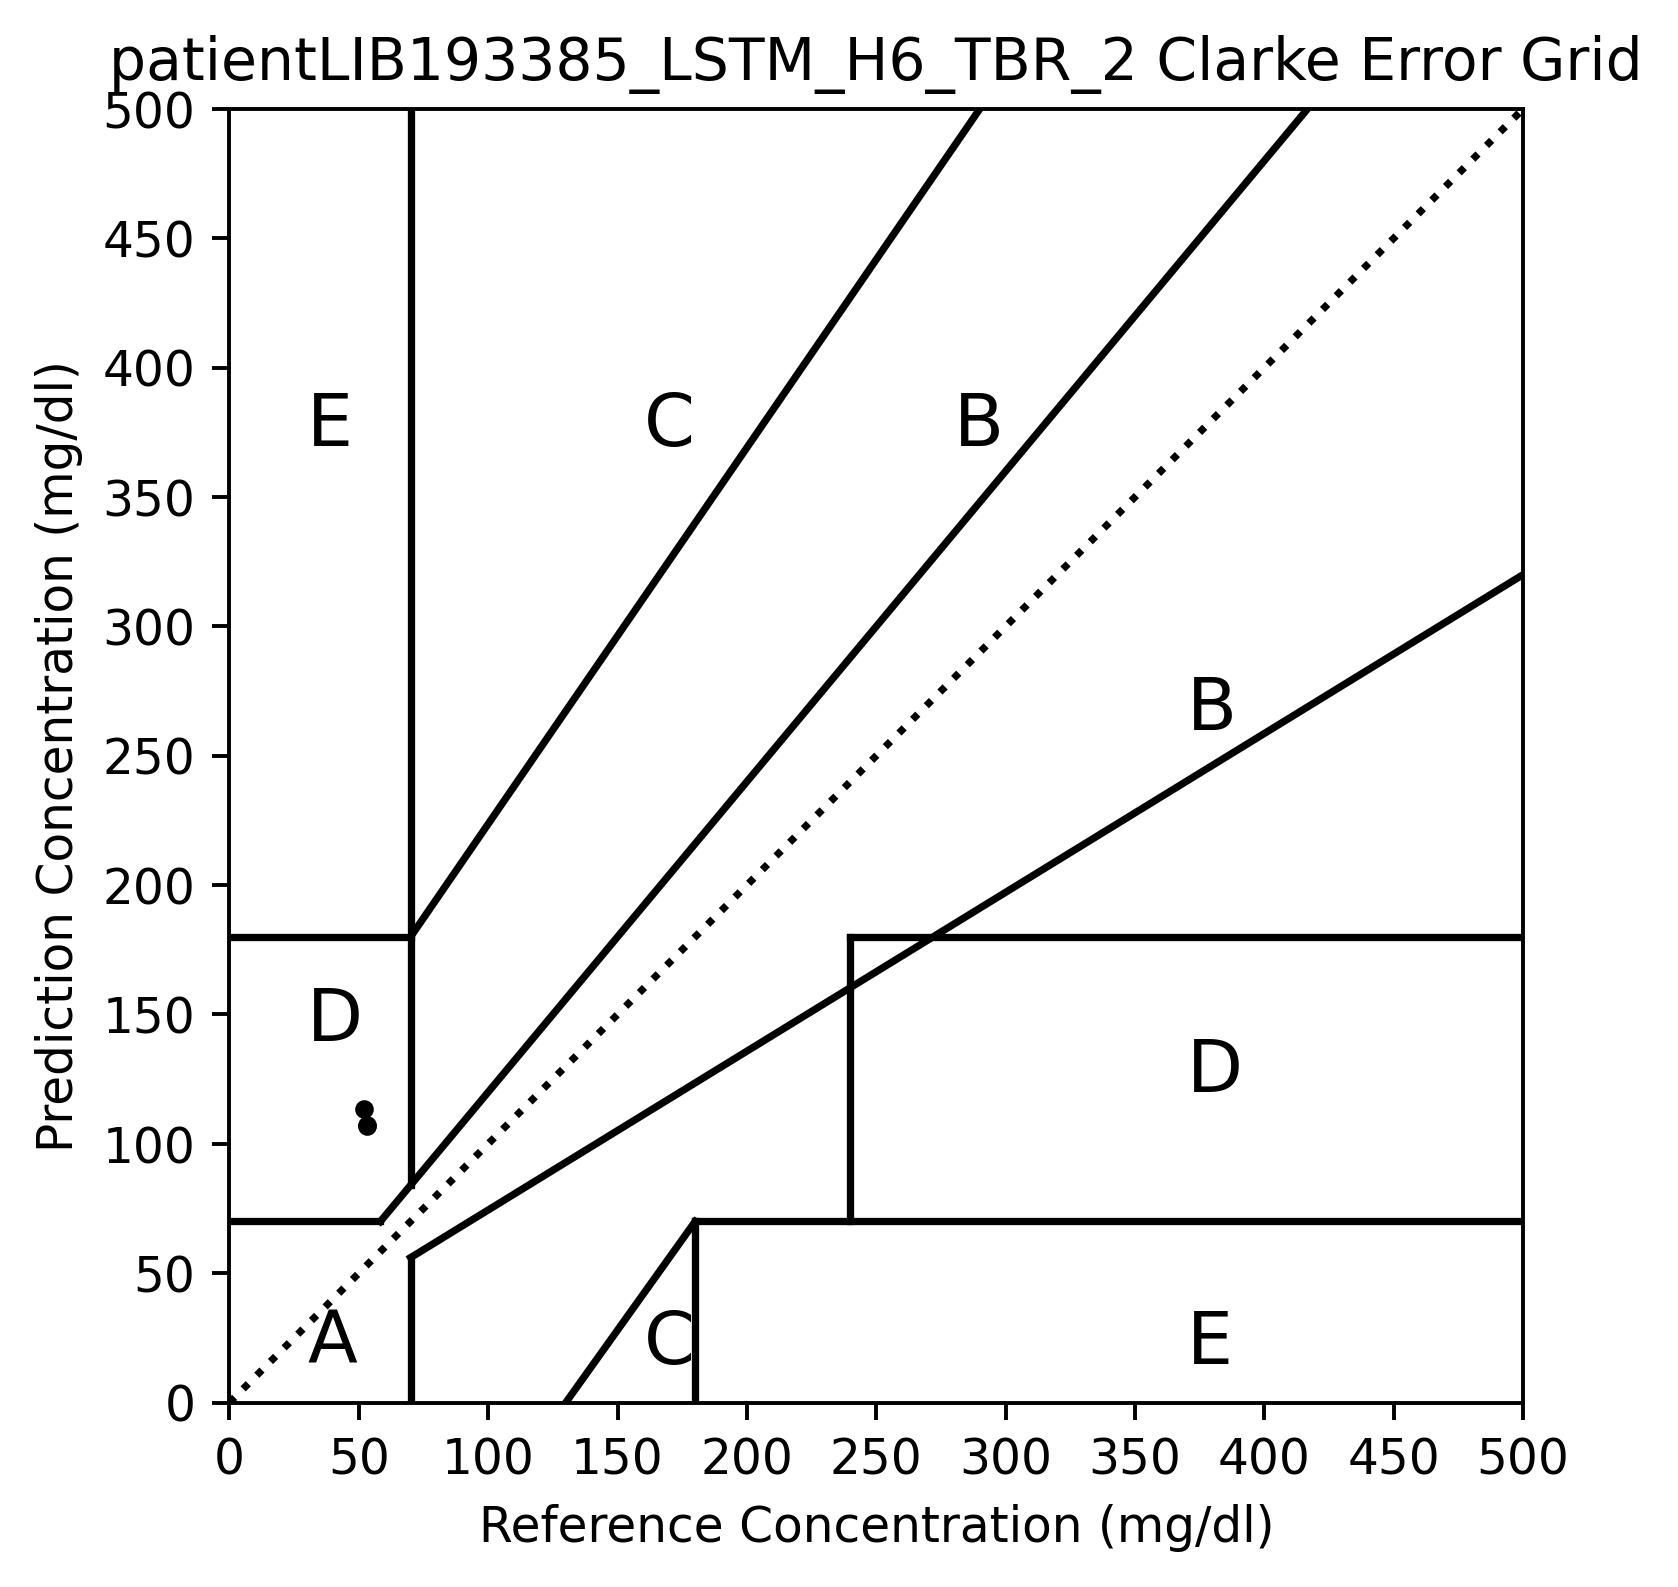 patientLIB193385_LSTM_H6_TBR_2 Clarke Error Grid
500
450
400
350
300
250
200
150
100
50
0
Prediction Concentration (mg/dl)
E
C
B
B
D
D
A
C
E
0 50 100 150 200 250 300 350 400 450 500
Reference Concentration (mg/dl)